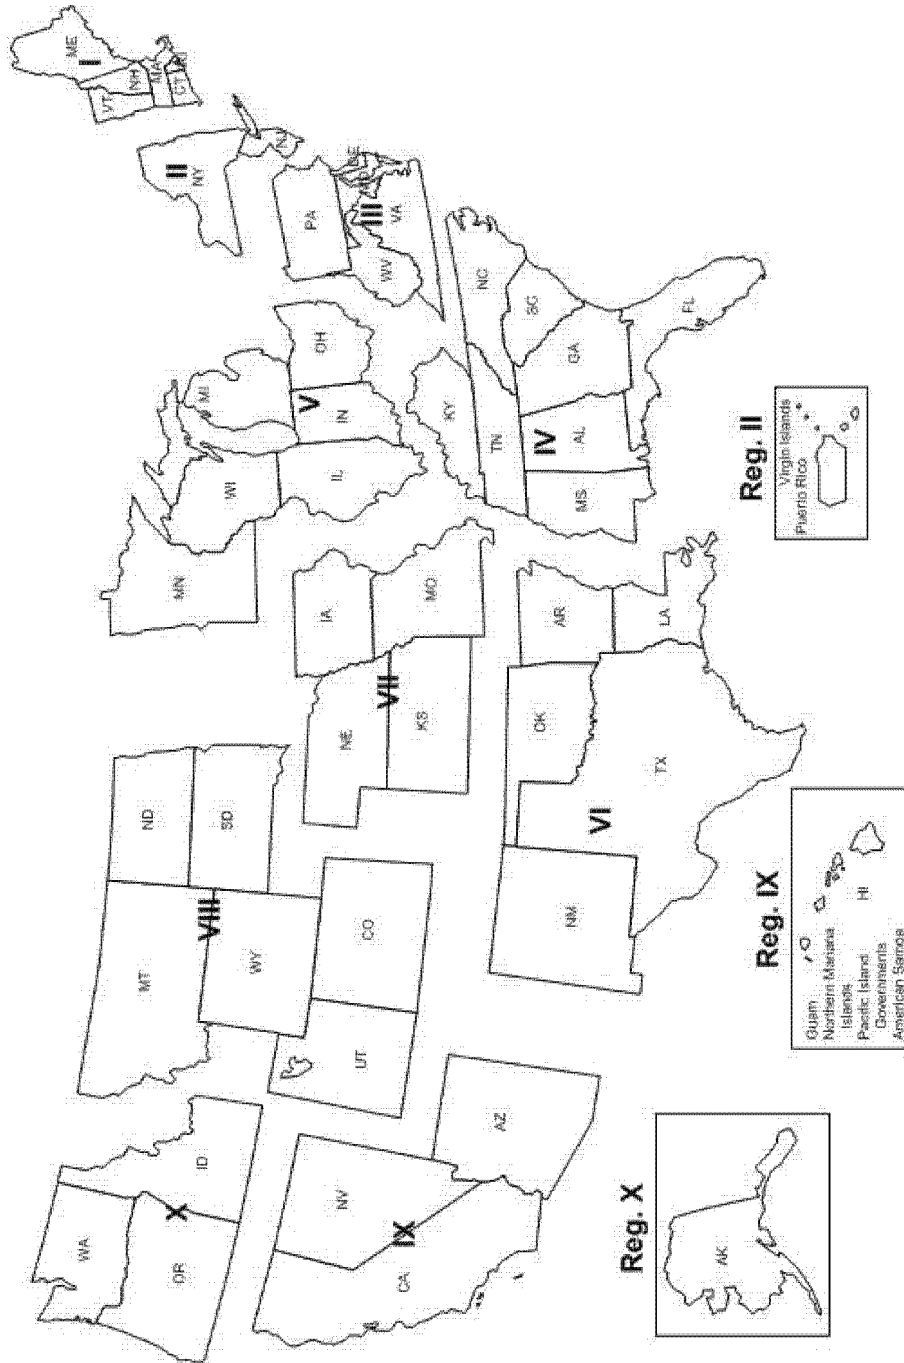 WA
OR
ID
X
MT
ND
SD
VIII
WY
UT
CO
NV
CA
IX
AZ
NE
IA
VII
KS
MO
NM
OK
AR
VI
TX
LA
MN
WI
MI
IL
IN
V
OH
KY
TN
NC
SC
MS
AL
IV
GA
FL
PA
WV
III
VA
MD
DE
II
NY
NJ
I
ME
VT
NH
MA
CT
RI
Reg. X
AK
Reg. IX
Guam
Northern Mariana
Islands
Pacific Island
Governments
American Samoa
HI
Reg. II
Virgin Islands
Puerto Rico